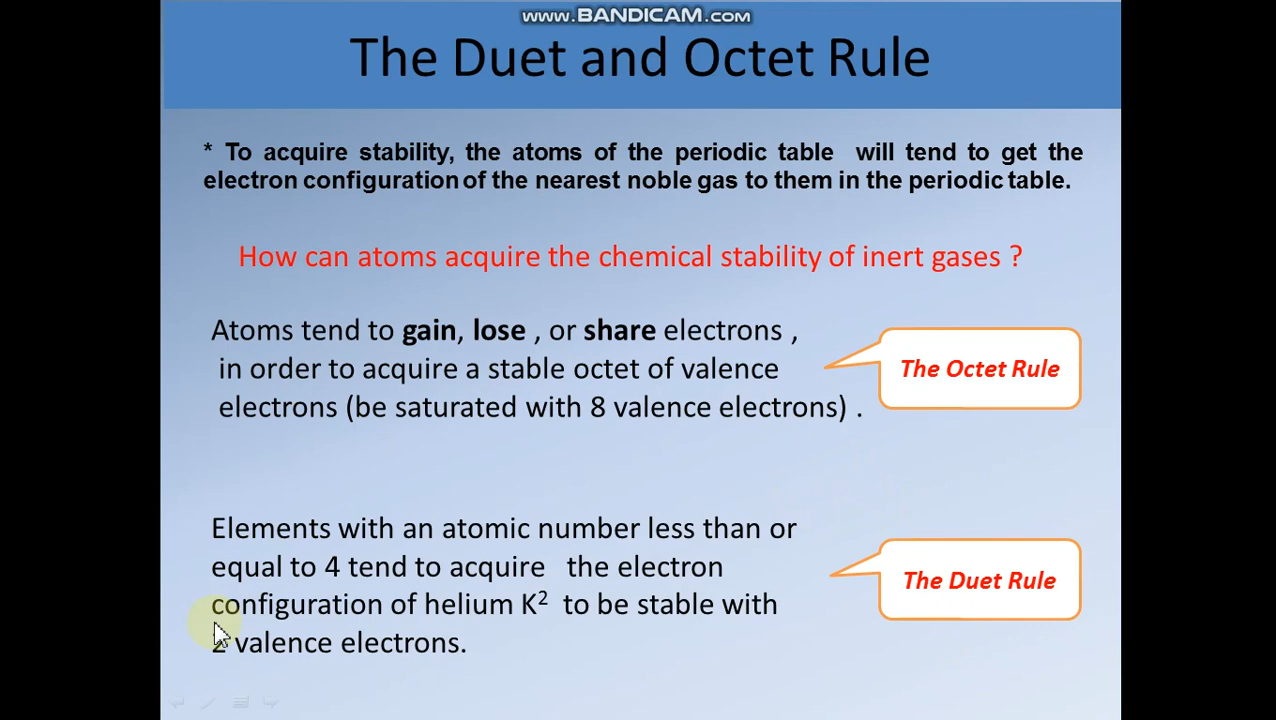 www.BANDICAM.com
The Duet and Octet Rule
* To acquire stability, the atoms of the periodic table will tend to get the
electron configuration of the nearest noble gas to them in the periodic table.
How can atoms acquire the chemical stability of inert gases ?
Atoms tend to gain, lose , or share electrons ,
in order to acquire a stable octet of valence
electrons (be saturated with 8 valence electrons) .
The Octet Rule
Elements with an atomic number less than or
equal to 4 tend to acquire the electron
configuration of helium K² to be stable with
2 valence electrons.
The Duet Rule